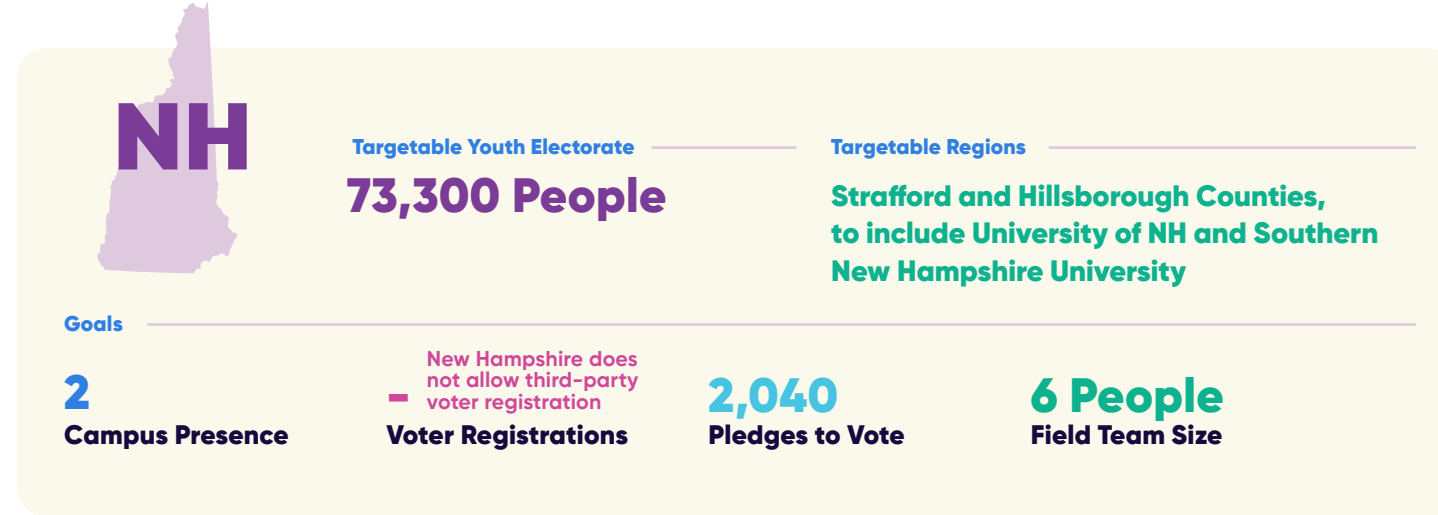 NH
Targetable Youth Electorate
73,300 People
Targetable Regions
Strafford and Hillsborough Counties,
to include University of NH and Southern
New Hampshire University
Goals
2
Campus Presence
-
New Hampshire does
not allow third-party
voter registration
Voter Registrations
2,040
Pledges to Vote
6 People
Field Team Size